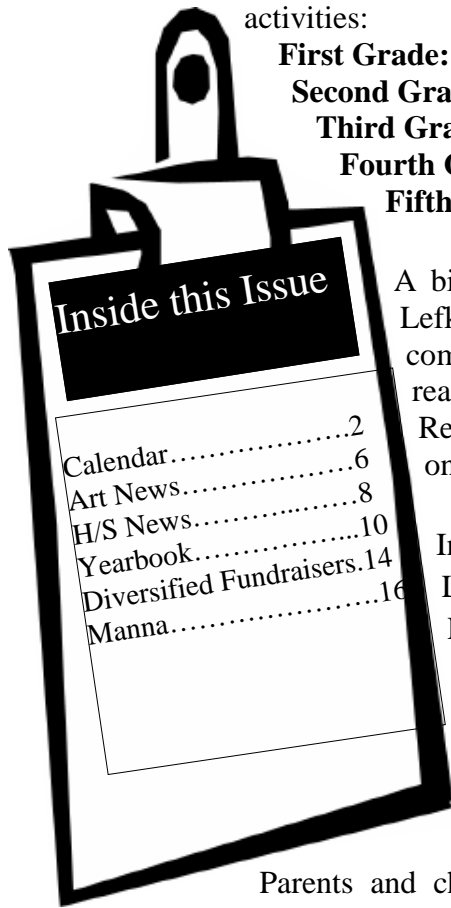 activities:
First Grade:
Second Gra
Third Gra
Fourth
Fifth
A bi
Lefk
com
rea
Re
on
Inside this Issue
Calendar……………….2
Art News………………6
H/S News………...……8
Yearbook……………...10
Diversified Fundraisers.14
Manna………………….16
Parents and